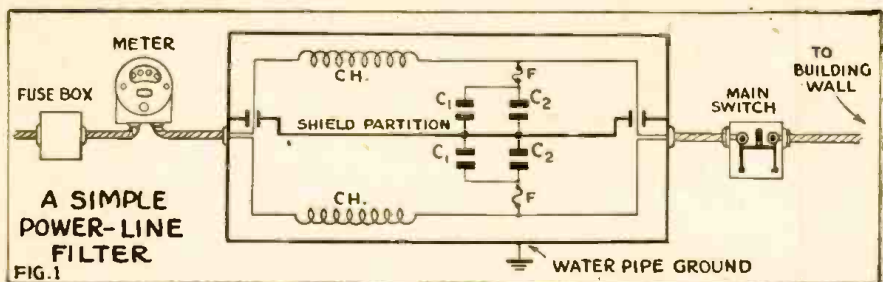 METER
FUSE BOX
CH.
F
C1
C2
SHIELD PARTITION
C1
C2
F
CH.
MAIN
SWITCH
TO
BUILDING
WALL
A SIMPLE
POWER-LINE
FILTER
FIG.1
WATER PIPE GROUND